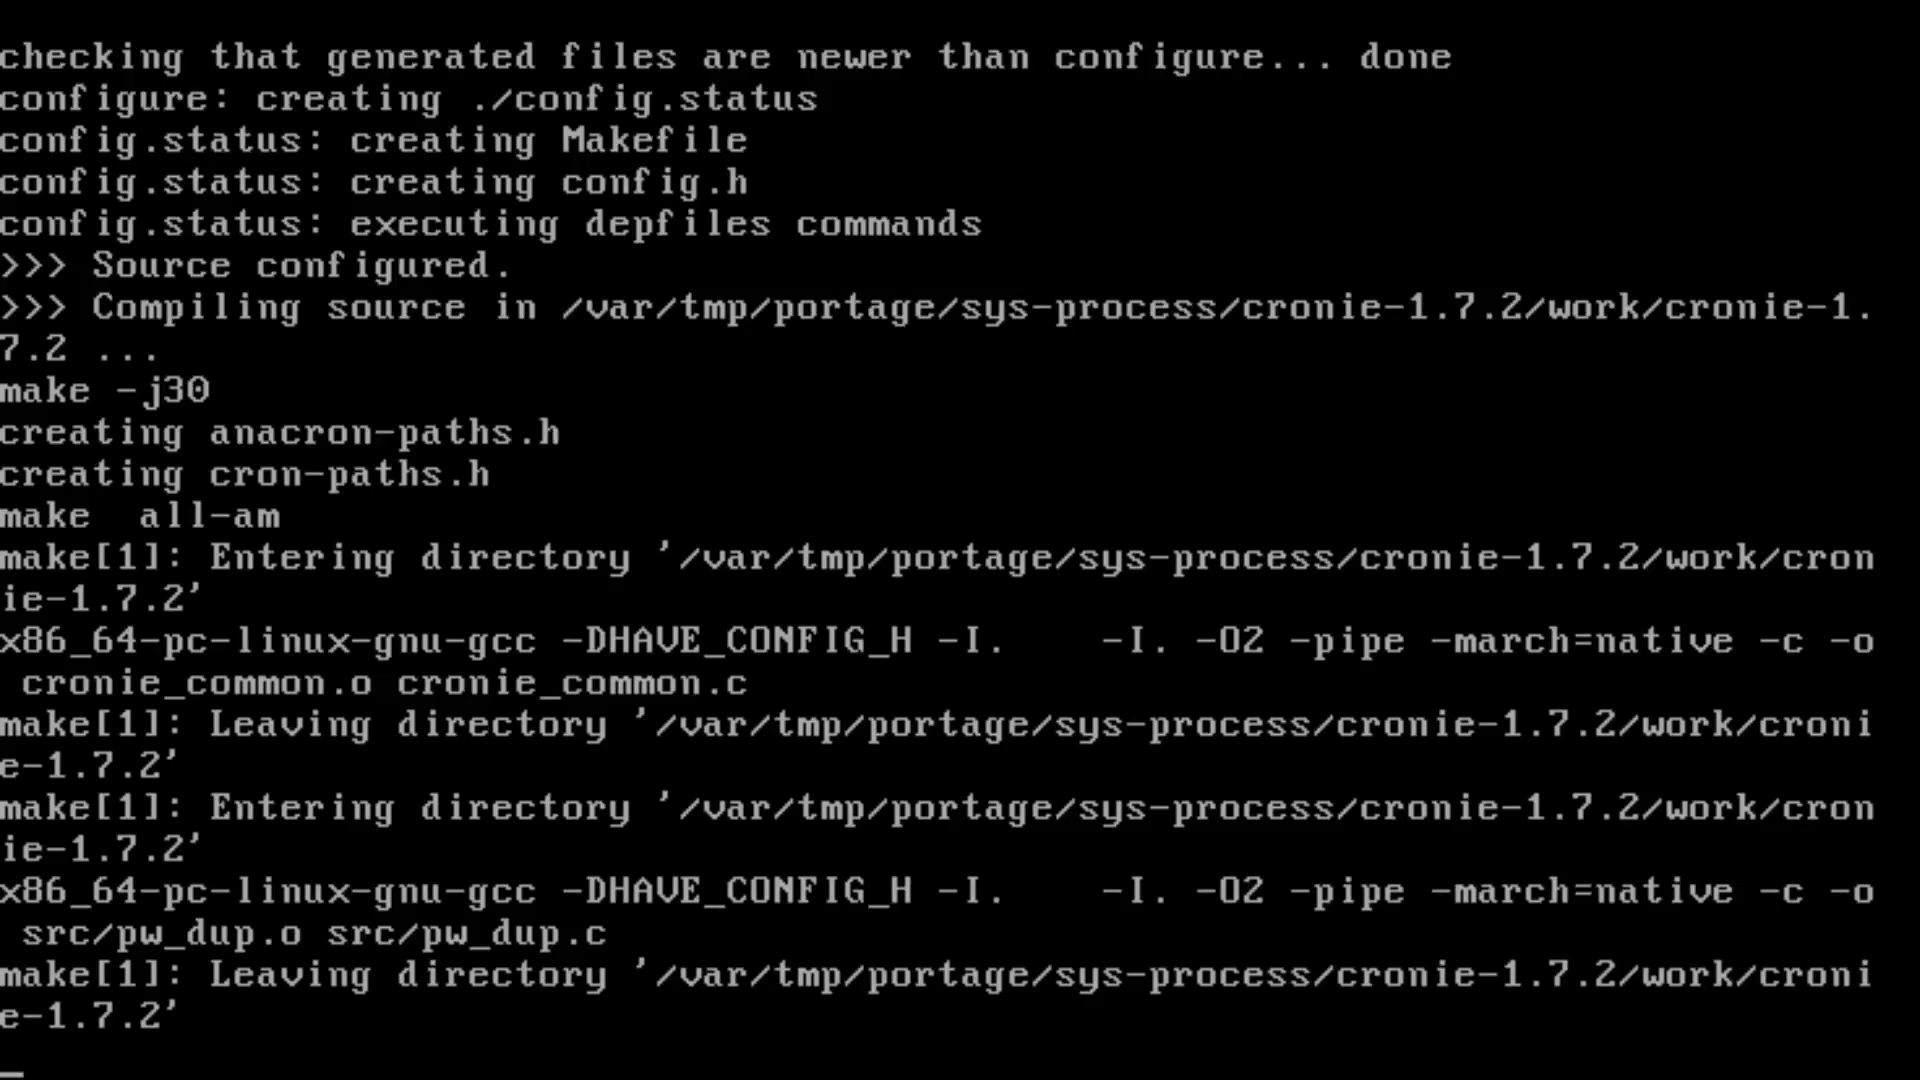 checking that generated files are newer than configure... done
configure: creating ./config.status
config.status: creating Makefile
config.status: creating config.h
config.status: executing depfiles commands
>>> Source configured.
>>> Compiling source in /var/tmp/portage/sys-process/cronie-1.7.2/work/cronie-1.
7.2 ...
make -j30
creating anacron-paths.h
creating cron-paths.h
make  all-am
make[1]: Entering directory '/var/tmp/portage/sys-process/cronie-1.7.2/work/cron
ie-1.7.2'
x86_64-pc-linux-gnu-gcc -DHAVE_CONFIG_H -I.    -I. -O2 -pipe -march=native -c -o
 cronie_common.o cronie_common.c
make[1]: Leaving directory '/var/tmp/portage/sys-process/cronie-1.7.2/work/croni
e-1.7.2'
make[1]: Entering directory '/var/tmp/portage/sys-process/cronie-1.7.2/work/cron
ie-1.7.2'
x86_64-pc-linux-gnu-gcc -DHAVE_CONFIG_H -I.    -I. -O2 -pipe -march=native -c -o
 src/pw_dup.o src/pw_dup.c
make[1]: Leaving directory '/var/tmp/portage/sys-process/cronie-1.7.2/work/croni
e-1.7.2'